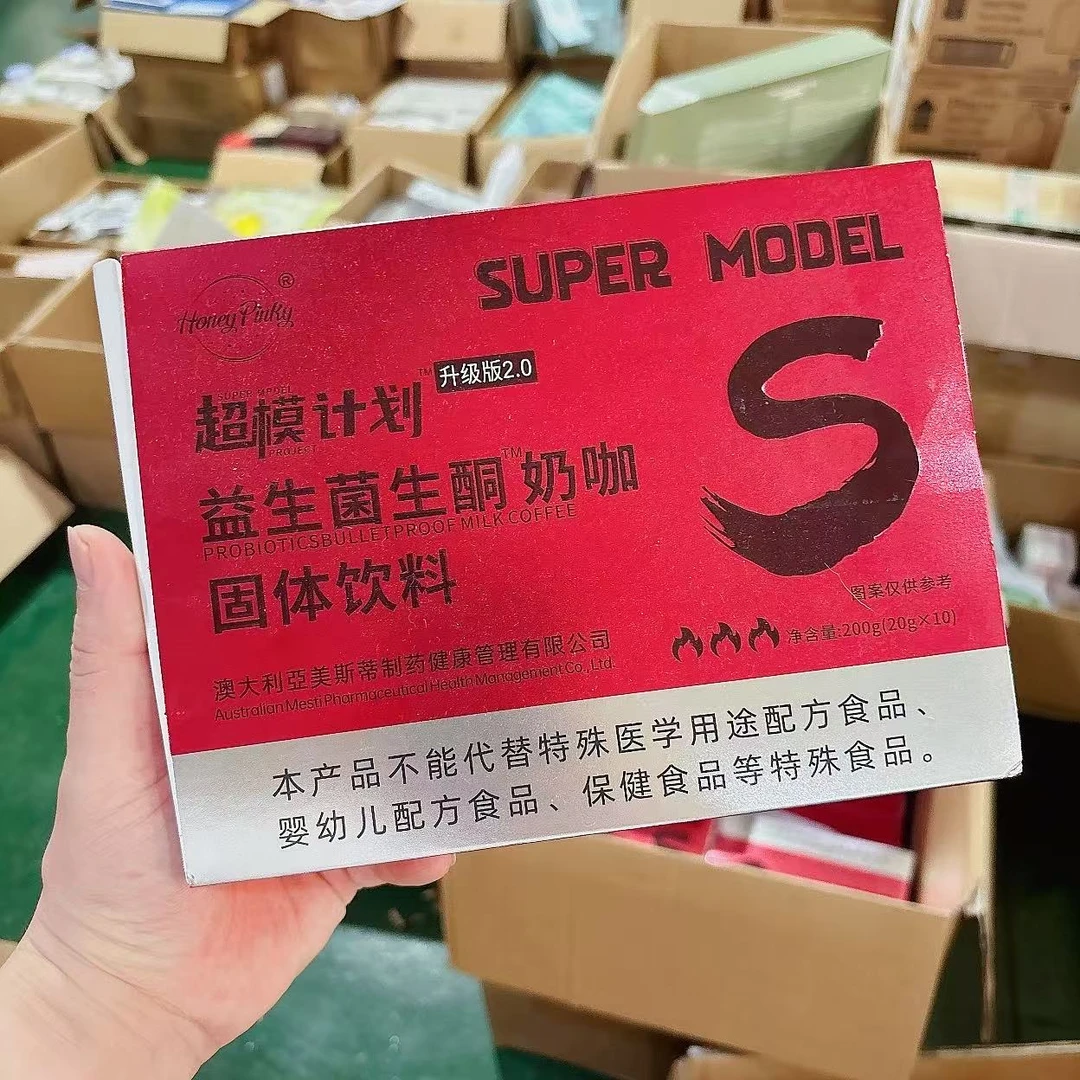 SUPER MODEL
Honey Pinky®
升级版2.0
SUPER MODEL
超模计划™
PROJECT
益生菌生酮™奶咖
PROBIOTICSBULLETPROOF MILK COFFEE
固体饮料
图案仅供参考
净含量:200g(20g×10)
澳大利亞美斯蒂制药健康管理有限公司
Australian Mesti Pharmaceutical Health Management Co., Ltd.
本产品不能代替特殊医学用途配方食品、
婴幼儿配方食品、保健食品等特殊食品。